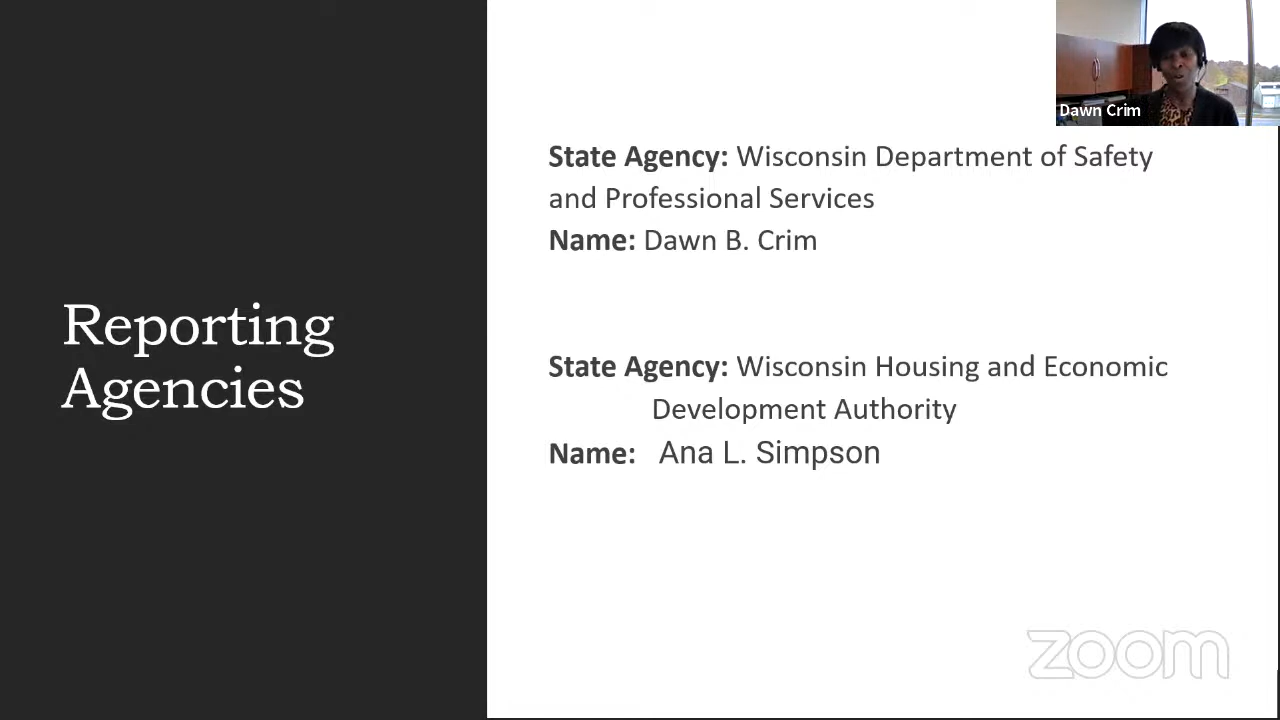 Dawn Crim
State Agency: Wisconsin Department of Safety
and Professional Services
Name: Dawn B. Crim
Reporting
Agencies
State Agency: Wisconsin Housing and Economic
Development Authority
Name: Ana L. Simpson
zoom